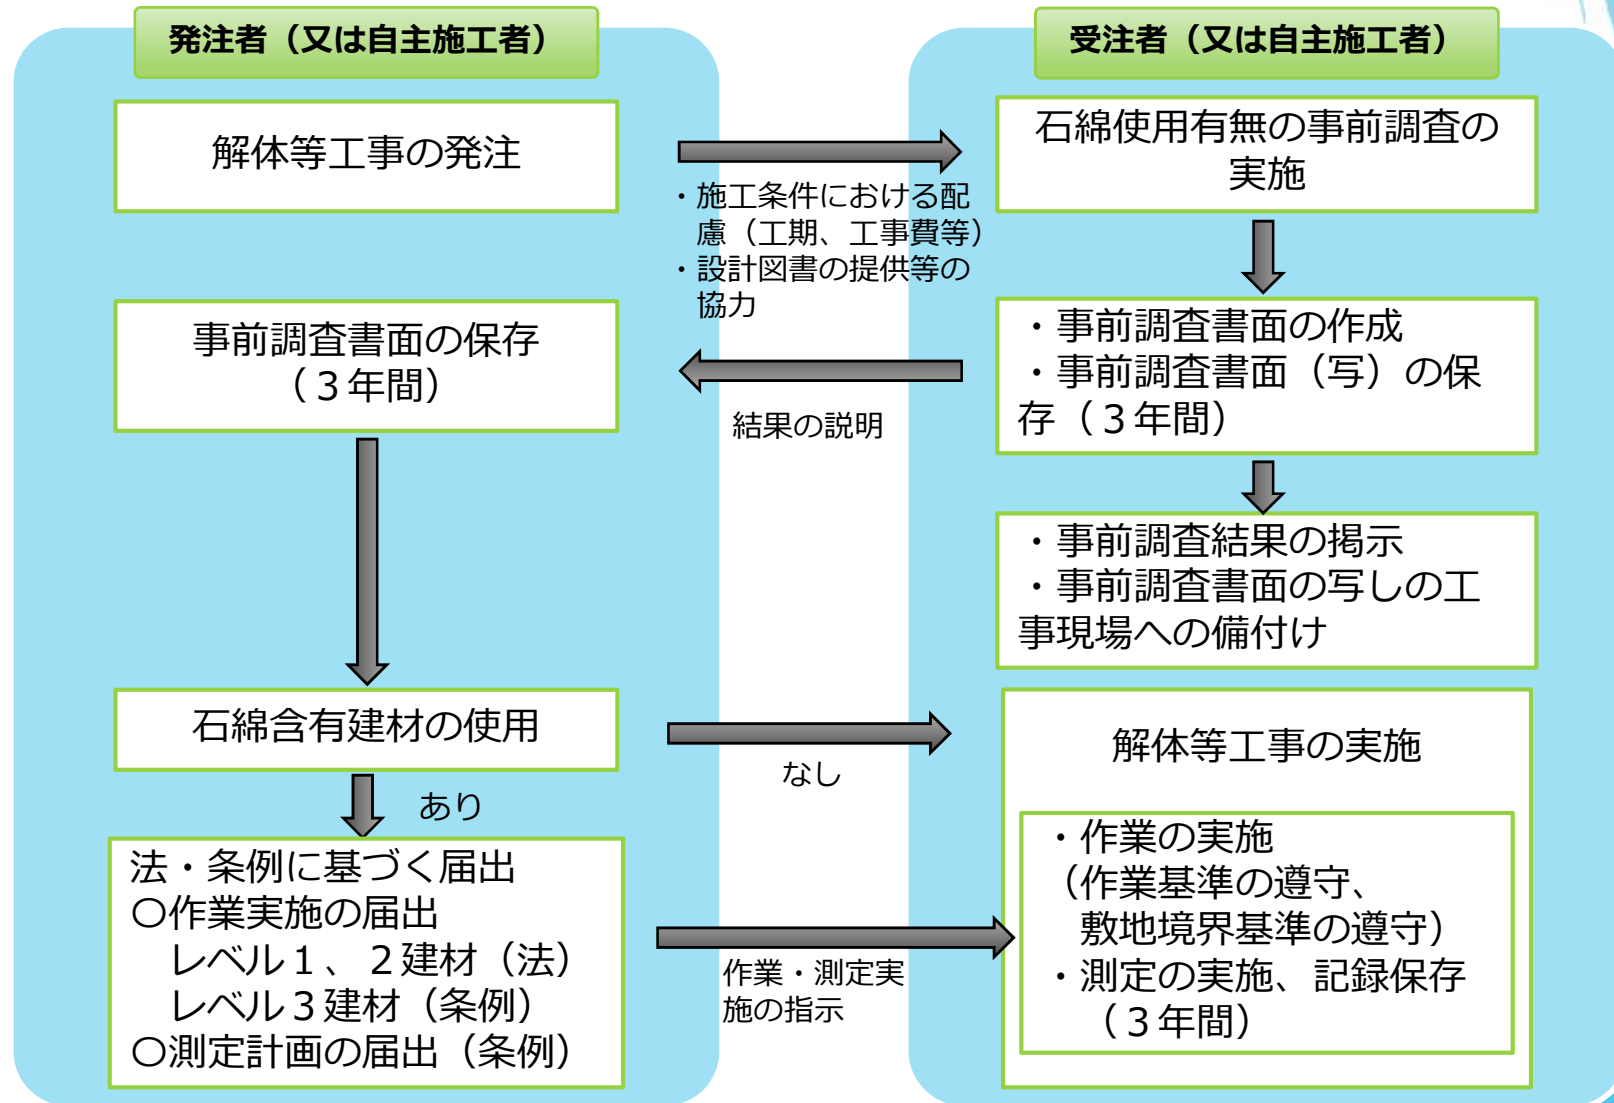 発注者（又は自主施工者）
解体等工事の発注
事前調査書面の保存
（３年間）
石綿含有建材の使用
あり
法・条例に基づく届出
○作業実施の届出
レベル１、２建材（法）
レベル３建材（条例）
○測定計画の届出（条例）
・施工条件における配
慮（工期、工事費等）
・設計図書の提供等の
協力
結果の説明
なし
作業・測定実
施の指示
受注者（又は自主施工者）
石綿使用有無の事前調査の
実施
・事前調査書面の作成
・事前調査書面（写）の保
存（３年間）
・事前調査結果の掲示
・事前調査書面の写しの工
事現場への備付け
解体等工事の実施
・作業の実施
（作業基準の遵守、
敷地境界基準の遵守）
・測定の実施、記録保存
（３年間）